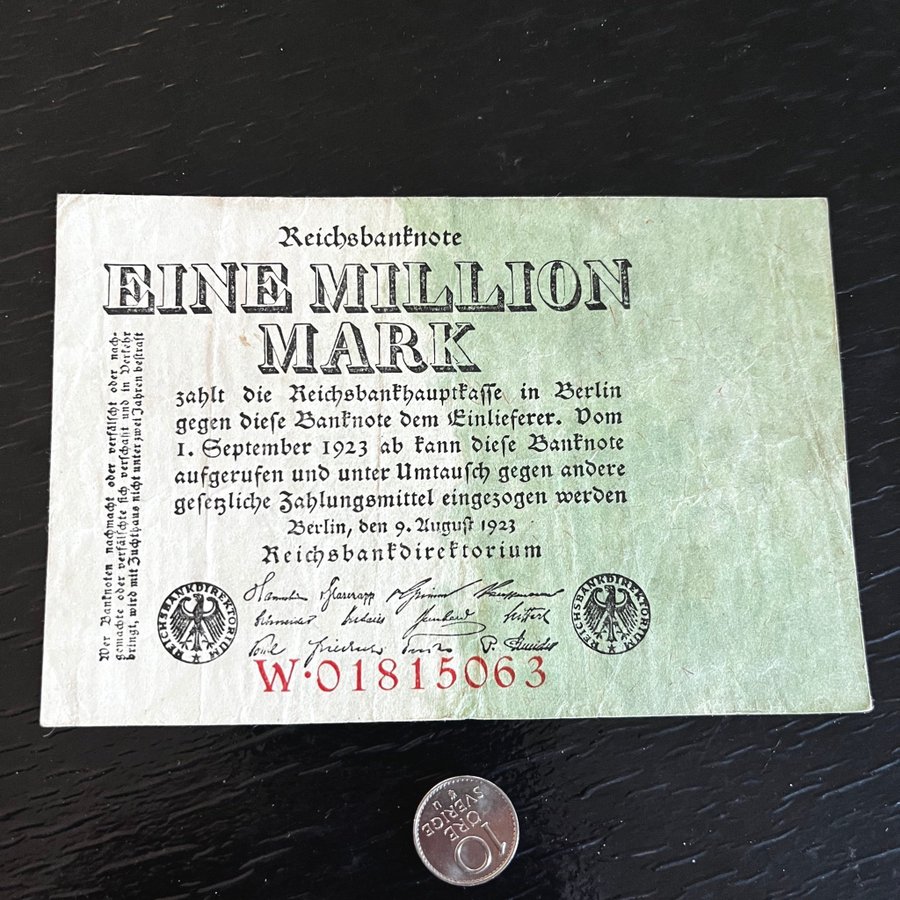 Reichsbanknote
EINE MILLION
MARK
zahlt die Reichsbankhauptkasse in Berlin
gegen diese Banknote dem Einlieferer. Vom
1. September 1923 ab kann diese Banknote
aufgerufen und unter Umtausch gegen andere
gesetzliche Zahlungsmittel eingezogen werden
Berlin, den 9. August 1923
Reichsbankdirektorium
Wer Banknoten nachmacht oder verfälscht oder nach-
gemachte oder verfälschte sich verschafft und in Verkehr
bringt, wird mit Zuchthaus nicht unter zwei Jahren bestraft
REICHSBANKDIREKTORIUM
REICHSBANKDIREKTORIUM
W·01815063
10
ÖRE
SVERIGE
U